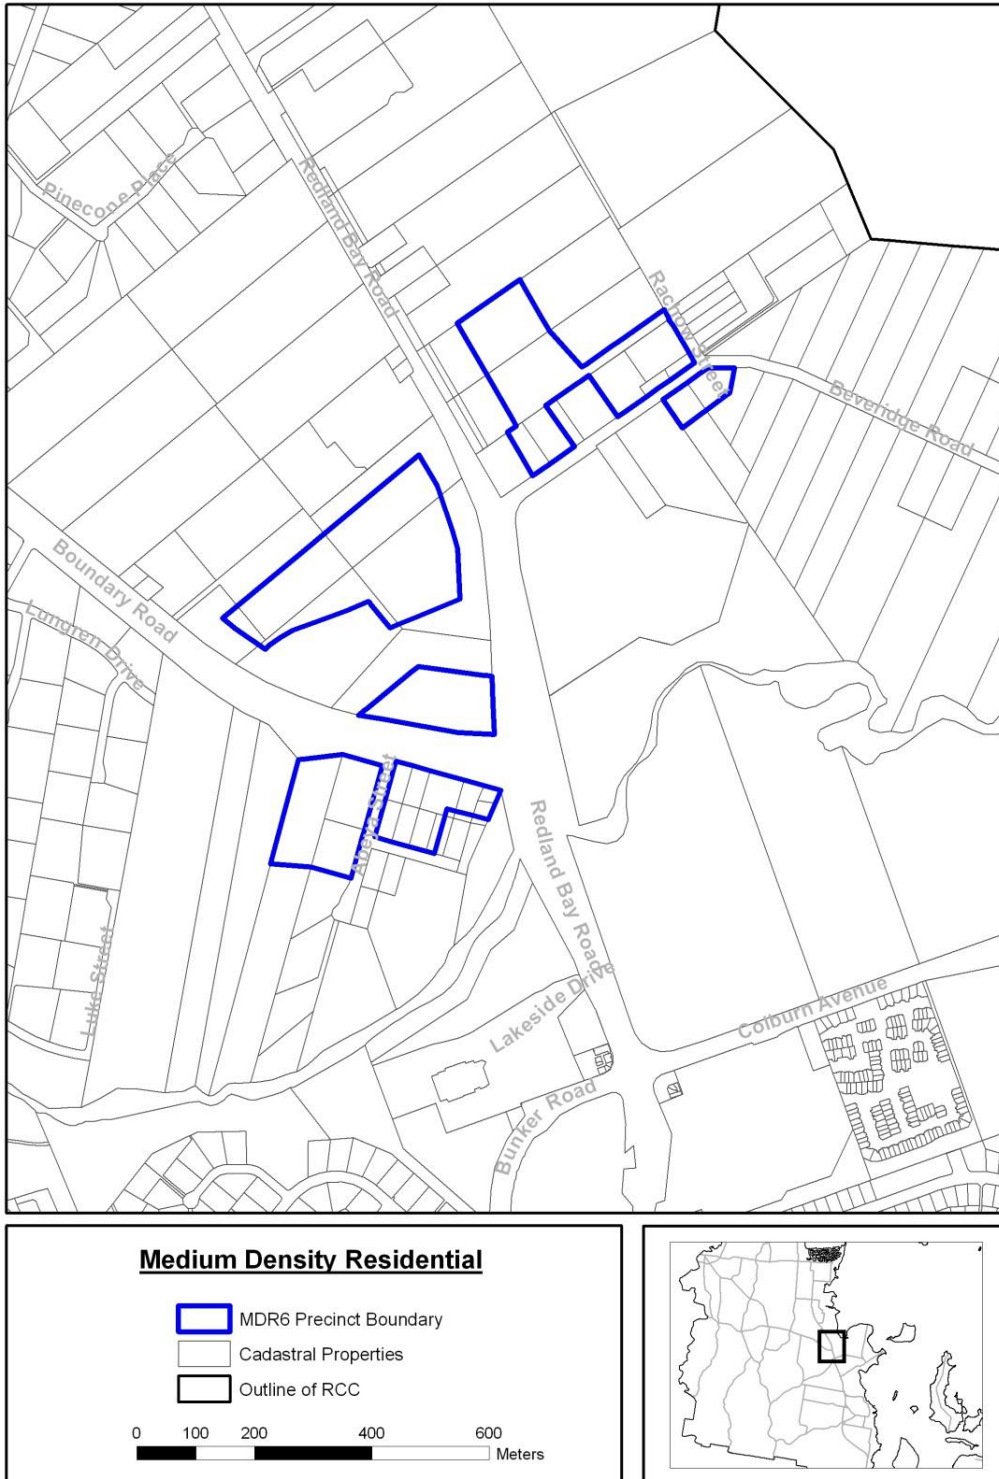 Pinecone Place
Redland Bay Road
Rachow Street
Beveridge Road
Boundary Road
Lungren Drive
Abeya Street
Redland Bay Road
Luke Street
Lakeside Drive
Colburn Avenue
Bunker Road
Medium Density Residential
MDR6 Precinct Boundary
Cadastral Properties
Outline of RCC
0 100 200 400 600
Meters